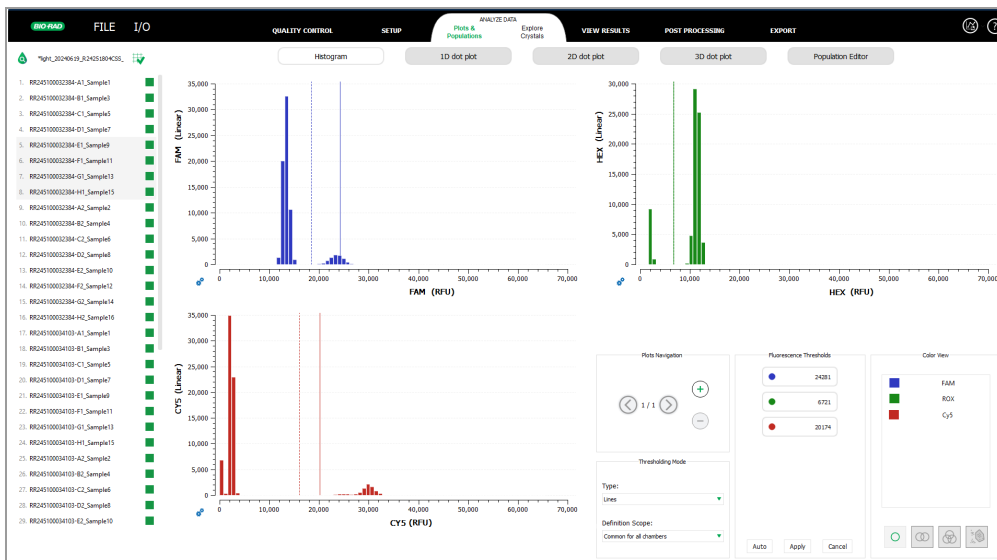 BIO-RAD FILE I/O
QUALITY CONTROL SETUP ANALYZE DATA Plots & Populations Explore Crystals VIEW RESULTS POST PROCESSING EXPORT ?
*light_20240619_R24251804CSS_
Histogram 1D dot plot 2D dot plot 3D dot plot Population Editor
1. RR245100032384-A1_Sample1
2. RR245100032384-B1_Sample3
3. RR245100032384-C1_Sample5
4. RR245100032384-D1_Sample7
5. RR245100032384-E1_Sample9
6. RR245100032384-F1_Sample11
7. RR245100032384-G1_Sample13
8. RR245100032384-H1_Sample15
9. RR245100032384-A2_Sample2
10. RR245100032384-B2_Sample4
11. RR245100032384-C2_Sample6
12. RR245100032384-D2_Sample8
13. RR245100032384-E2_Sample10
14. RR245100032384-F2_Sample12
15. RR245100032384-G2_Sample14
16. RR245100032384-H2_Sample16
17. RR245100034103-A1_Sample1
18. RR245100034103-B1_Sample3
19. RR245100034103-C1_Sample5
20. RR245100034103-D1_Sample7
21. RR245100034103-E1_Sample9
22. RR245100034103-F1_Sample11
23. RR245100034103-G1_Sample13
24. RR245100034103-H1_Sample15
25. RR245100034103-A2_Sample2
26. RR245100034103-B2_Sample4
27. RR245100034103-C2_Sample6
28. RR245100034103-D2_Sample8
29. RR245100034103-E2_Sample10
FAM (Linear)
35,000
30,000
25,000
20,000
15,000
10,000
5,000
0
0 10,000 20,000 30,000 40,000 50,000 60,000 70,000
FAM (RFU)
HEX (Linear)
30,000
25,000
20,000
15,000
10,000
5,000
0
0 10,000 20,000 30,000 40,000 50,000 60,000 70,000
HEX (RFU)
CY5 (Linear)
35,000
30,000
25,000
20,000
15,000
10,000
5,000
0
0 10,000 20,000 30,000 40,000 50,000 60,000 70,000
CY5 (RFU)
Plots Navigation
1 / 1
Thresholding Mode
Type:
Lines
Definition Scope:
Common for all chambers
Fluorescence Thresholds
24281
6721
20174
Auto Apply Cancel
Color View
FAM
ROX
Cy5